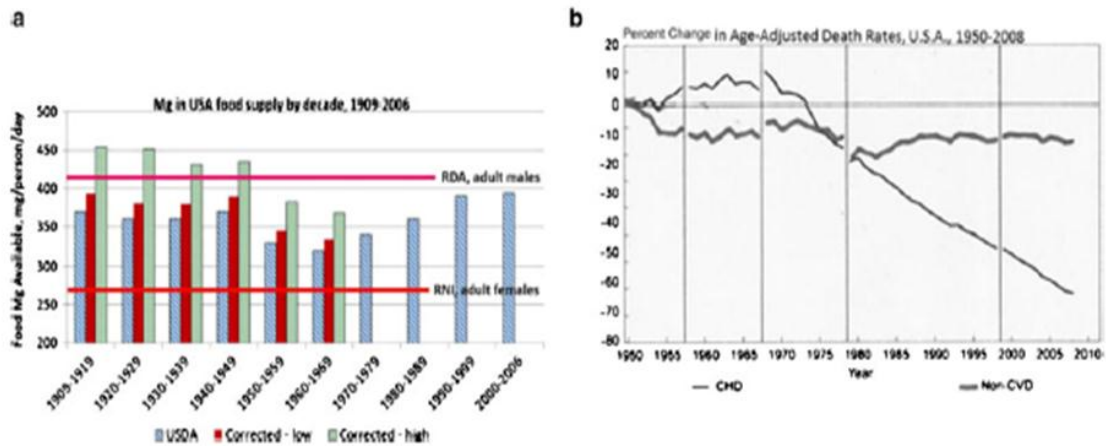 a
Mg in USA food supply by decade, 1909-2006
Food Mg Available, mg/person/day
500
450
400
350
300
250
200
RDA, adult males
RNI, adult females
1909-1919
1920-1929
1930-1939
1940-1949
1950-1959
1960-1969
1970-1979
1980-1989
1990-1999
2000-2006
USDA
Corrected - low
Corrected - high
b
Percent Change in Age-Adjusted Death Rates, U.S.A., 1950-2008
20
10
0
-10
-20
-30
-40
-50
-60
-70
-80
1950 1955 1960 1965 1970 1975 1980 1985 1990 1995 2000 2005 2010
Year
CHD
Non CVD